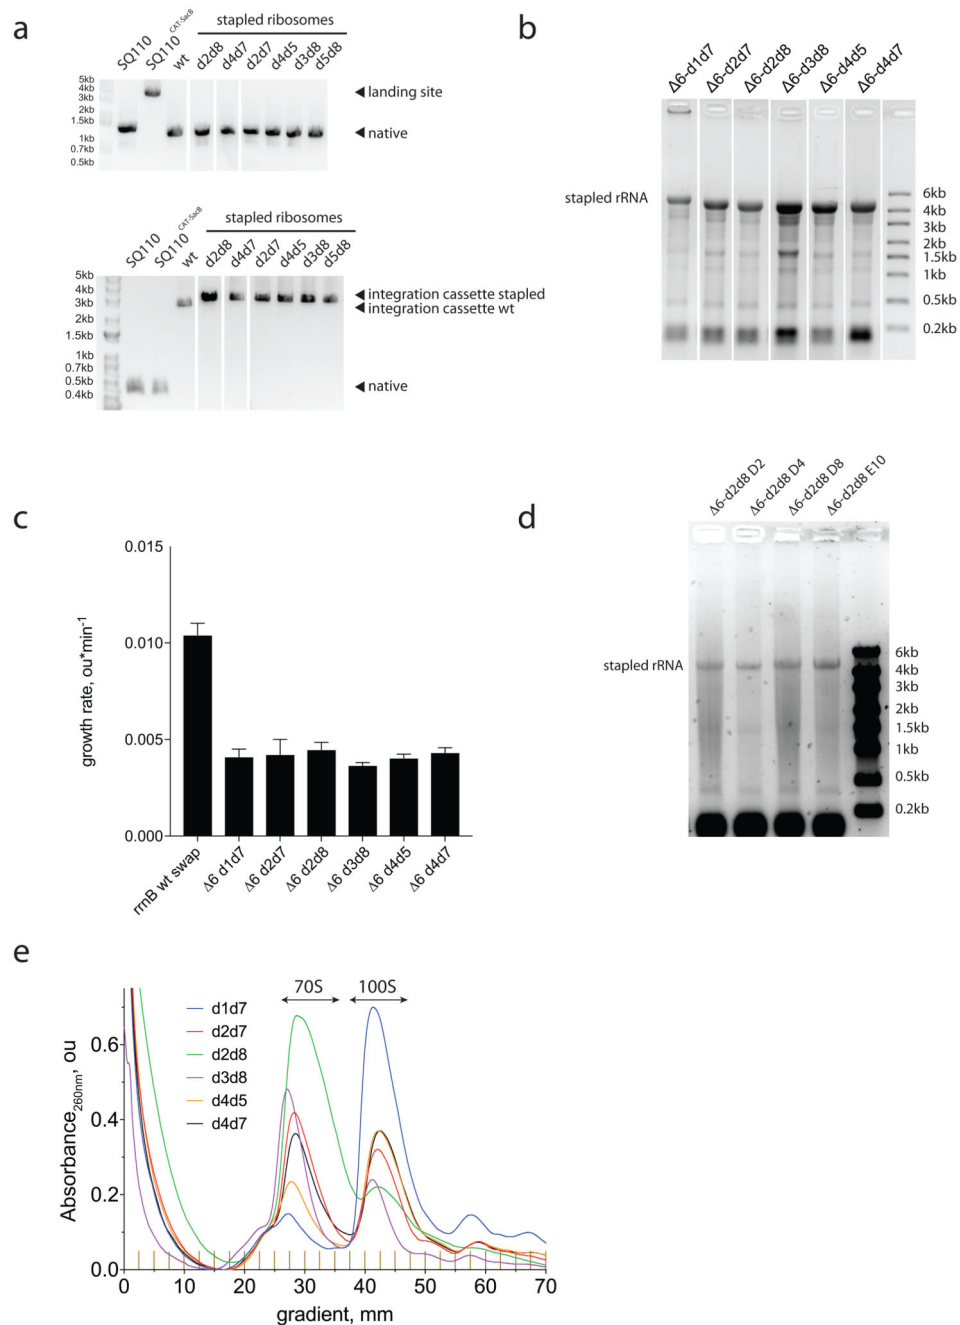 a
SQ110
SQ110 CAT-SacB
wt
stapled ribosomes
d2d8
d4d7
d2d7
d4d5
d3d8
d5d8
5kb
4kb
3kb
2kb
1.5kb
1kb
0.7kb
0.5kb
landing site
native
SQ110
SQ110 CAT-SacB
wt
stapled ribosomes
d2d8
d4d7
d2d7
d4d5
d3d8
d5d8
5kb
4kb
3kb
2kb
1.5kb
1kb
0.7kb
0.5kb
0.4kb
integration cassette stapled
integration cassette wt
native
b
Δ6-d1d7
Δ6-d2d7
Δ6-d2d8
Δ6-d3d8
Δ6-d4d5
Δ6-d4d7
stapled rRNA
6kb
4kb
3kb
2kb
1.5kb
1kb
0.5kb
0.2kb
c
growth rate, ou*min-1
0.015
0.010
0.005
0.000
rrnB wt swap
Δ6 d1d7
Δ6 d2d7
Δ6 d2d8
Δ6 d3d8
Δ6 d4d5
Δ6 d4d7
d
Δ6-d2d8 D2
Δ6-d2d8 D4
Δ6-d2d8 D8
Δ6-d2d8 E10
stapled rRNA
6kb
4kb
3kb
2kb
1.5kb
1kb
0.5kb
0.2kb
e
70S
100S
d1d7
d2d7
d2d8
d3d8
d4d5
d4d7
Absorbance260nm, ou
0.6
0.4
0.2
0.0
0 10 20 30 40 50 60 70
gradient, mm